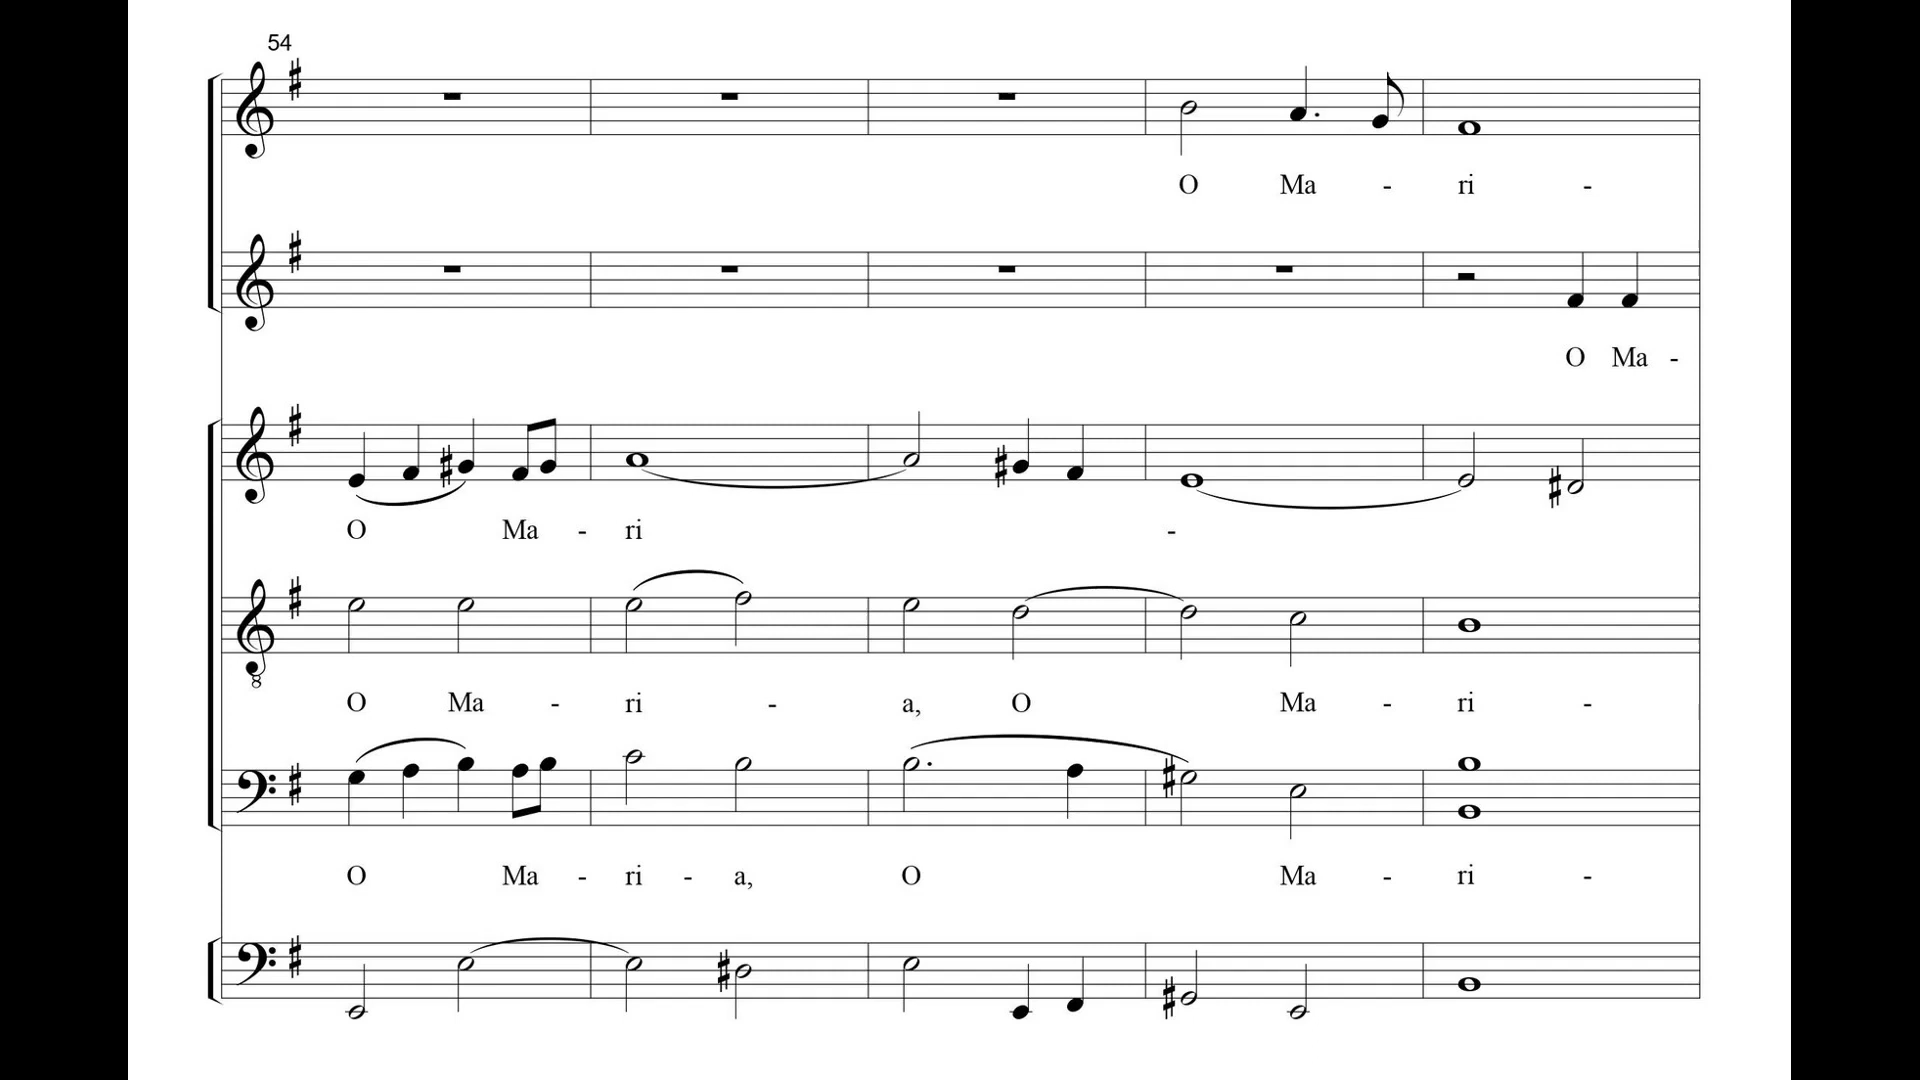 54
O Ma - ri -
O Ma -
O Ma - ri -
O Ma - ri - a, O Ma - ri -
O Ma - ri - a, O Ma - ri -